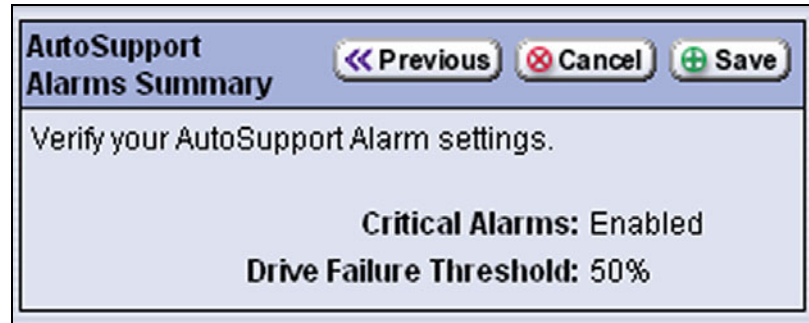 AutoSupport
Alarms Summary
Previous Cancel Save
Verify your AutoSupport Alarm settings.
Critical Alarms: Enabled
Drive Failure Threshold: 50%